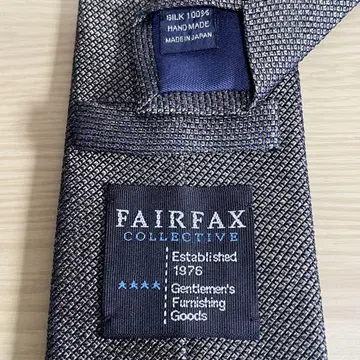 SILK 100%
HAND MADE
MADE IN JAPAN
FAIRFAX
COLLECTIVE
Established
1976
Gentlemen's
Furnishing
Goods